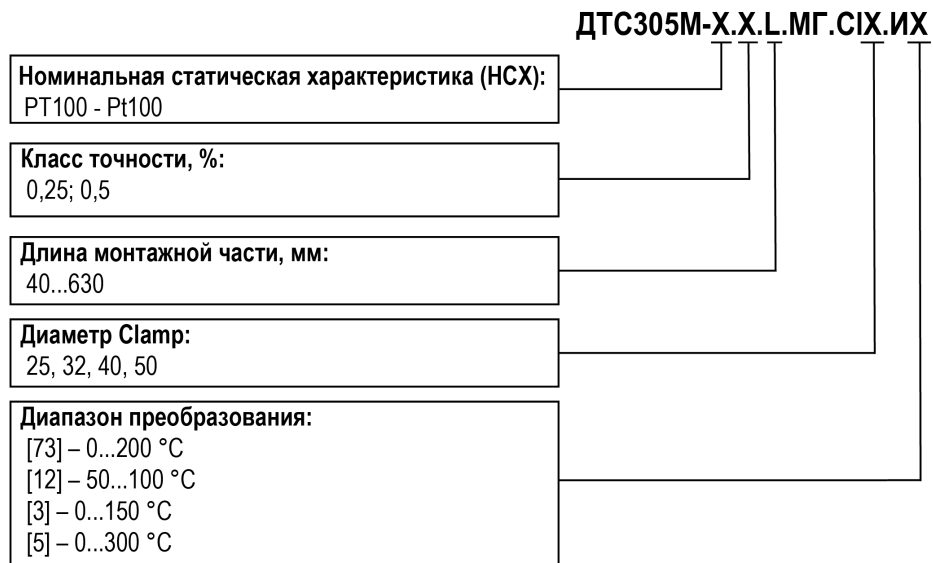 ДТС305М-Х.Х.L.МГ.СlХ.ИХ
Номинальная статическая характеристика (НСХ):
PT100 - Pt100
Класс точности, %:
0,25; 0,5
Длина монтажной части, мм:
40...630
Диаметр Clamp:
25, 32, 40, 50
Диапазон преобразования:
[73] – 0...200 °C
[12] – 50...100 °C
[3] – 0...150 °C
[5] – 0...300 °C